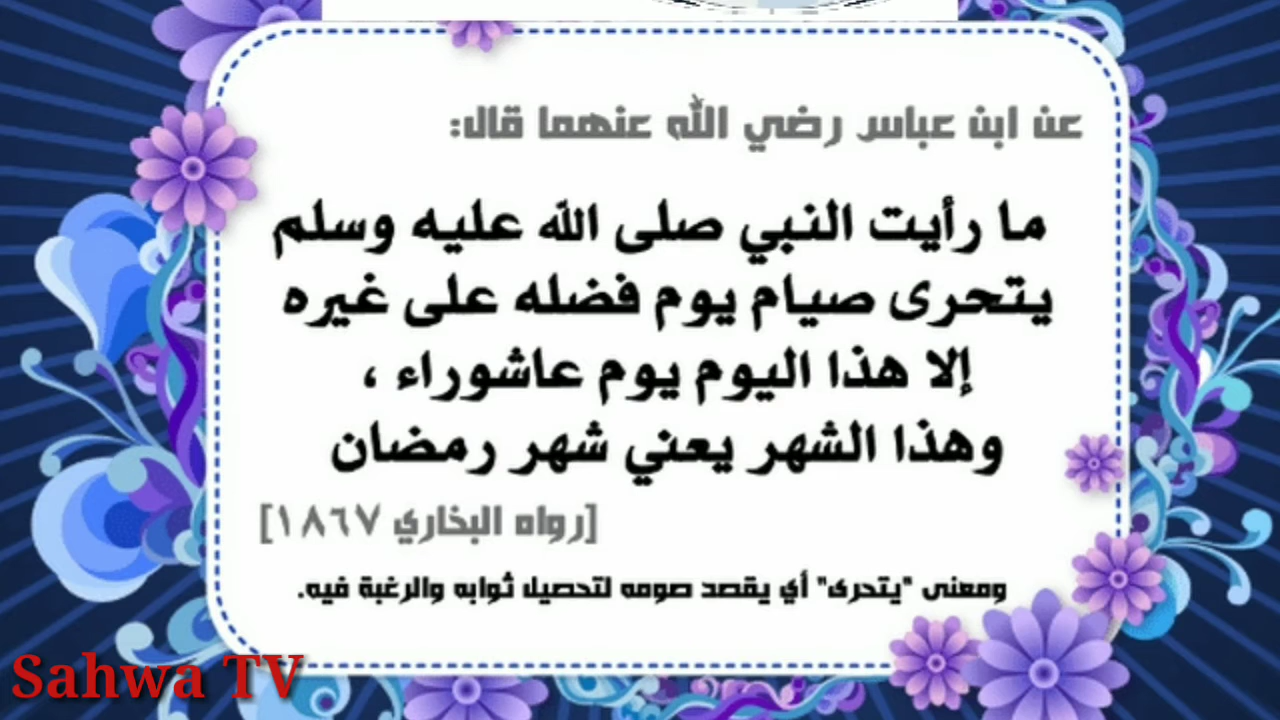 عن ابن عباس رضي الله عنهما قال:
ما رأيت النبي صلى الله عليه وسلم
يتحرى صيام يوم فضله على غيره
إلا هذا اليوم يوم عاشوراء ،
وهذا الشهر يعني شهر رمضان
[رواه البخاري ١٨٦٧]
ومعنى "يتحرى" أي يقصد صومه لتحصيل ثوابه والرغبة فيه.
Sahwa TV